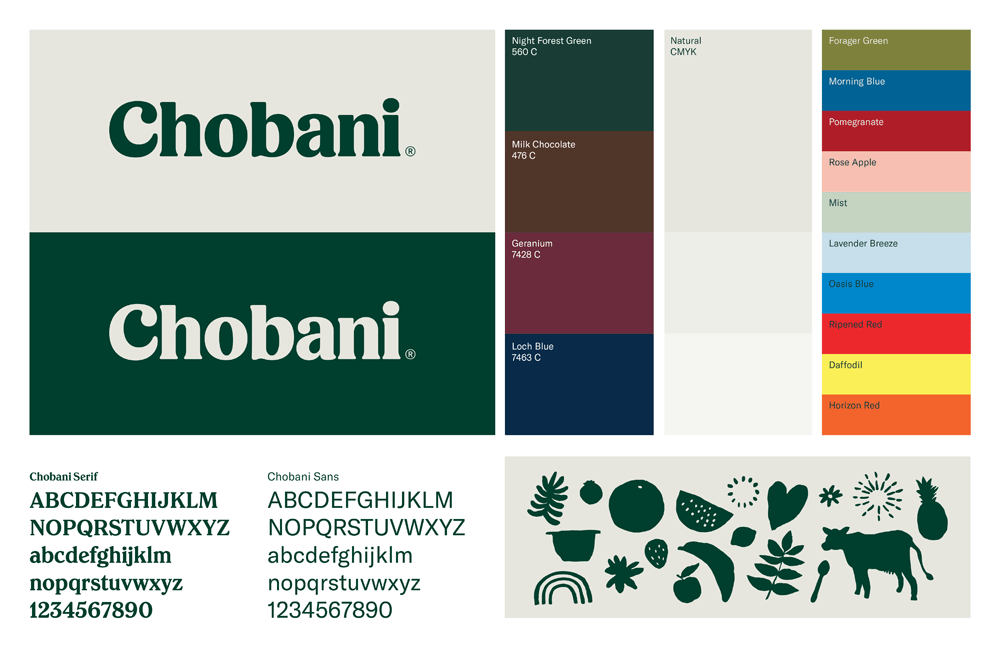 Chobani®
Chobani®
Night Forest Green
560 C
Milk Chocolate
476 C
Geranium
7428 C
Loch Blue
7463 C
Natural
CMYK
Forager Green
Morning Blue
Pomegranate
Rose Apple
Mist
Lavender Breeze
Oasis Blue
Ripened Red
Daffodil
Horizon Red
Chobani Serif
ABCDEFGHIJKLM
NOPQRSTUVWXYZ
abcdefghijklm
nopqrstuvwxyz
1234567890
Chobani Sans
ABCDEFGHIJKLM
NOPQRSTUVWXYZ
abcdefghijklm
nopqrstuvwxyz
1234567890